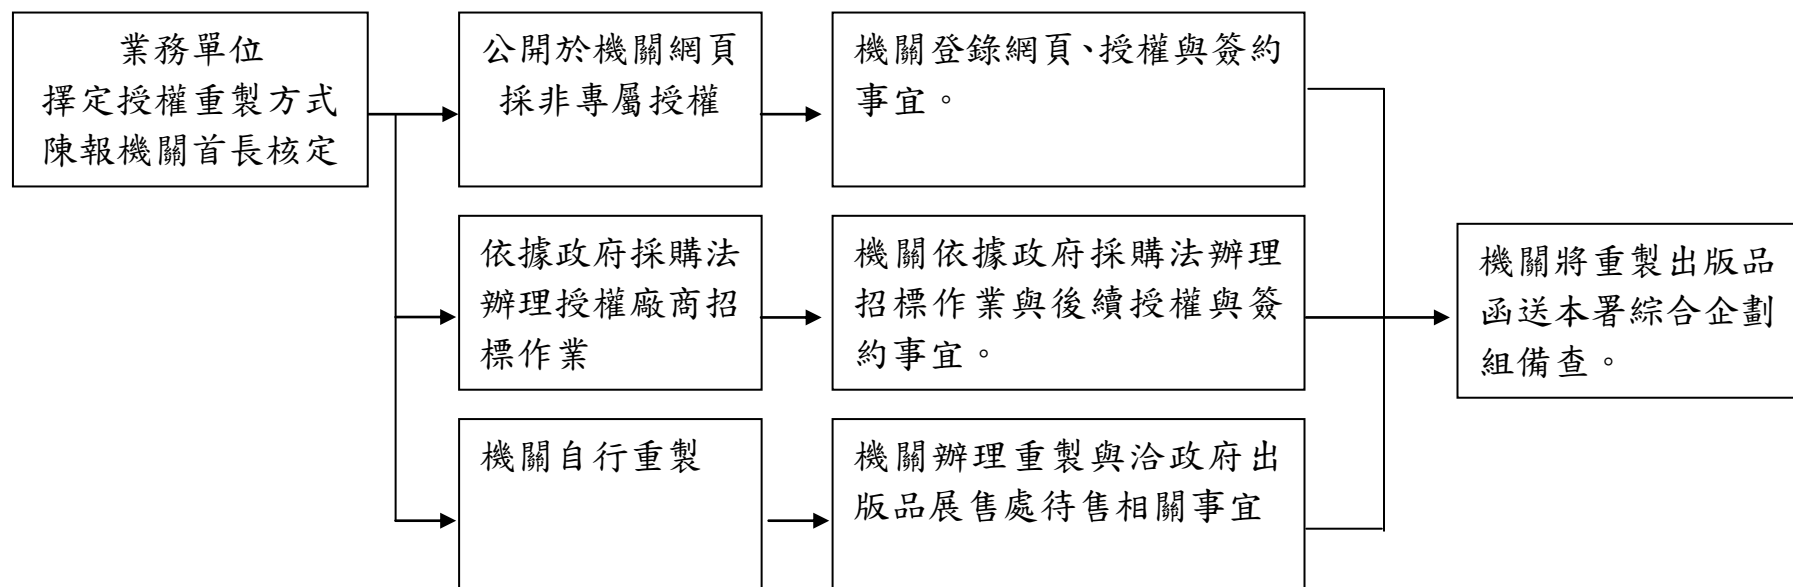 業務單位
擇定授權重製方式
陳報機關首長核定
公開於機關網頁
採非專屬授權
機關登錄網頁、授權與簽約
事宜。
依據政府採購法
辦理授權廠商招
標作業
機關依據政府採購法辦理
招標作業與後續授權與簽
約事宜。
機關自行重製
機關辦理重製與洽政府出
版品展售處待售相關事宜
機關將重製出版品
函送本署綜合企劃
組備查。